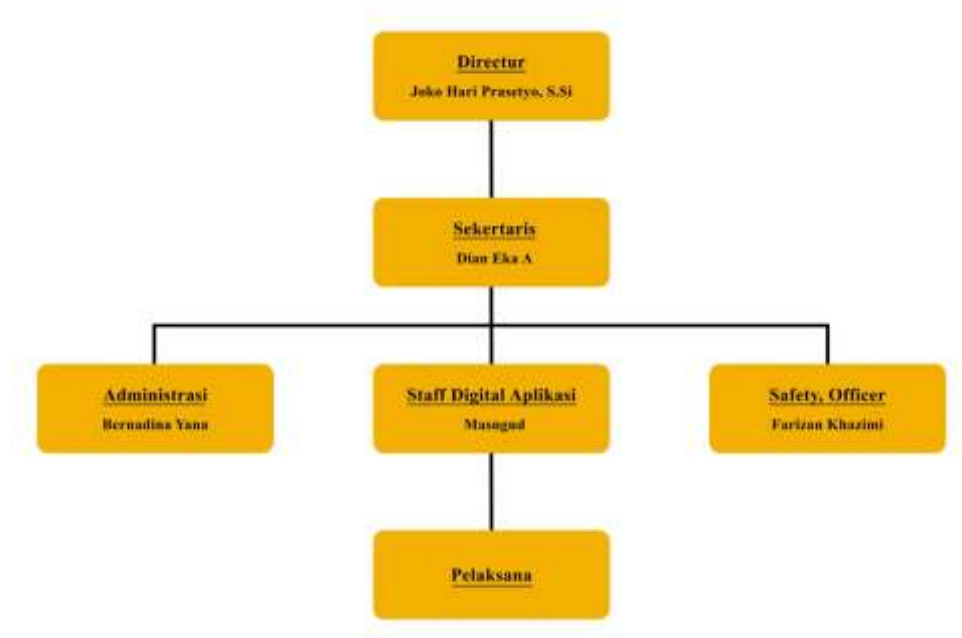 Directur
Joko Hari Prasetyo, S.Si
Sekertaris
Dian Eka A
Administrasi
Bernadina Yana
Staff Digital Aplikasi
Masugud
Safety, Officer
Farizan Khazimi
Pelaksana